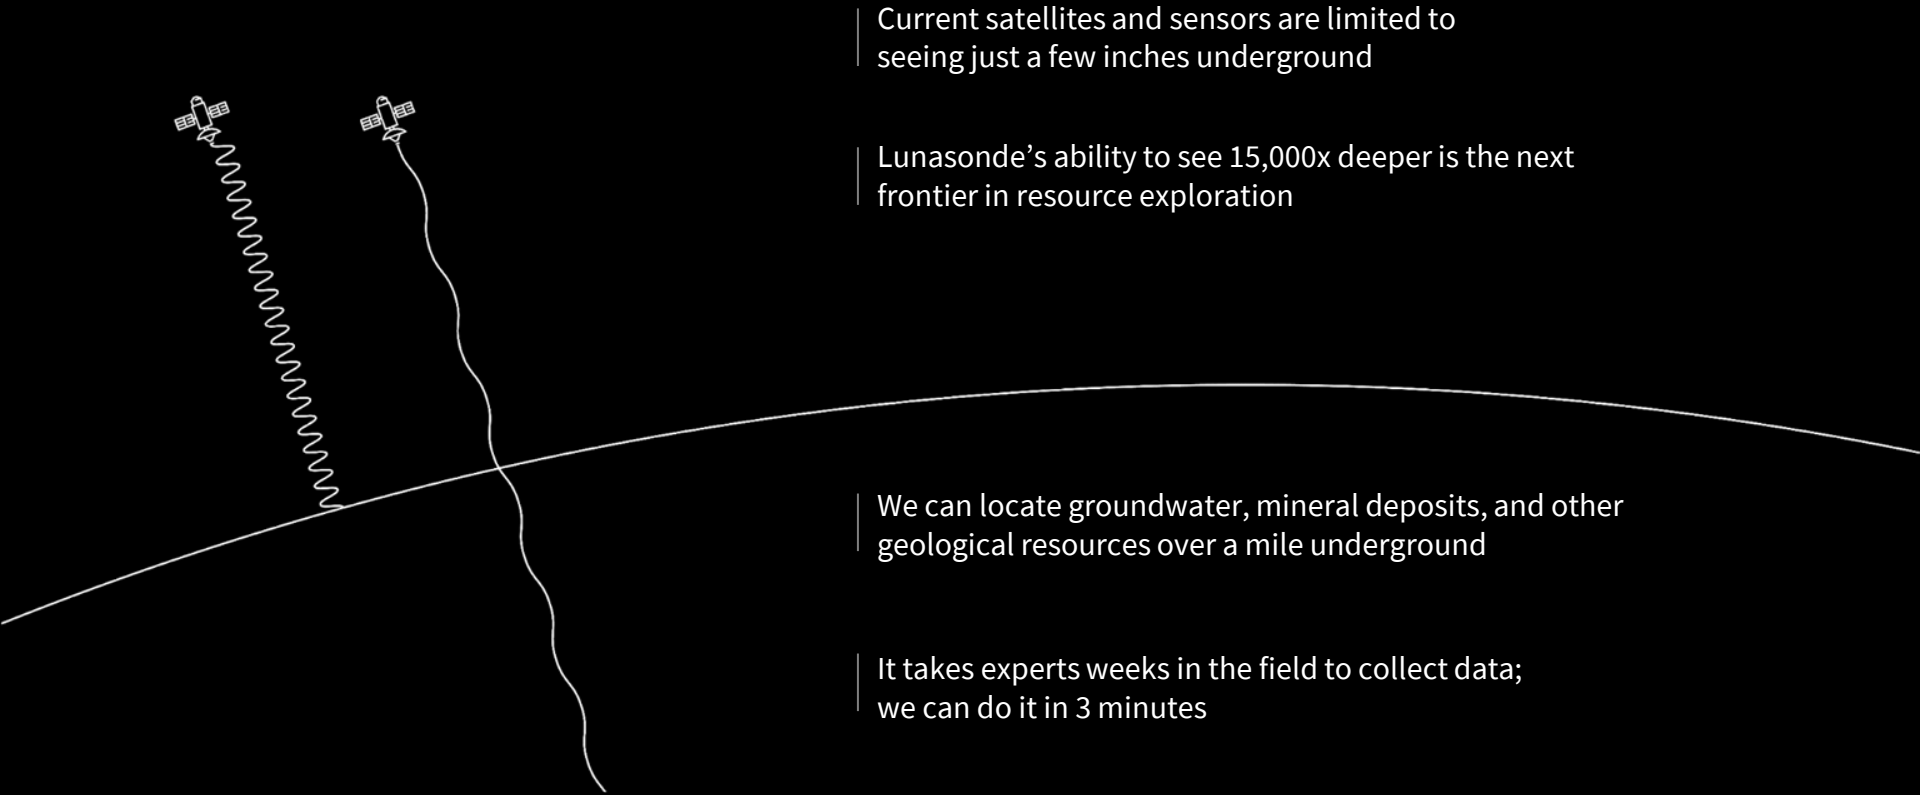 Current satellites and sensors are limited to
seeing just a few inches underground
Lunasonde’s ability to see 15,000x deeper is the next
frontier in resource exploration
We can locate groundwater, mineral deposits, and other
geological resources over a mile underground
It takes experts weeks in the field to collect data;
we can do it in 3 minutes